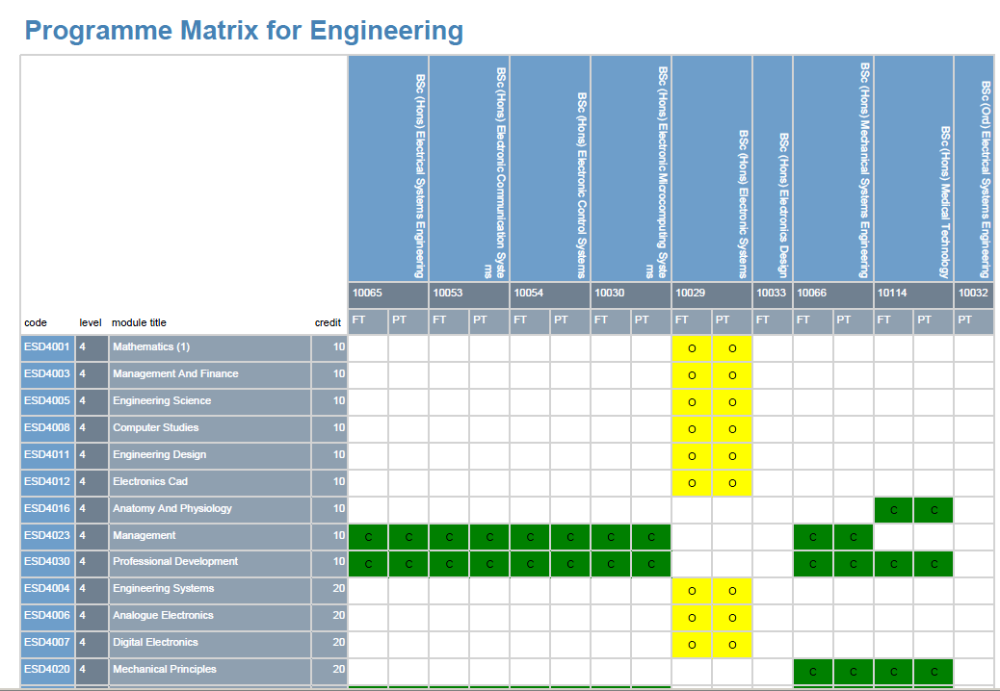 Programme Matrix for Engineering
BSc (Hons) Electrical Systems Engineering
BSc (Hons) Electronic Communication Syste
ms
BSc (Hons) Electronic Control Systems
BSc (Hons) Electronic Microcomputing Syste
ms
BSc (Hons) Electronic Systems
BSc (Hons) Electronics Design
BSc (Hons) Mechanical Systems Engineering
BSc (Hons) Medical Technology
BSc (Ord) Electrical Systems Engineering
10065 10053 10054 10030 10029 10033 10066 10114 10032
code level module title credit FT PT FT PT FT PT FT PT FT PT FT FT PT FT PT PT
ESD4001 4 Mathematics (1) 10 O O
ESD4003 4 Management And Finance 10 O O
ESD4005 4 Engineering Science 10 O O
ESD4008 4 Computer Studies 10 O O
ESD4011 4 Engineering Design 10 O O
ESD4012 4 Electronics Cad 10 O O
ESD4016 4 Anatomy And Physiology 10 C C
ESD4023 4 Management 10 C C C C C C C C C C
ESD4030 4 Professional Development 10 C C C C C C C C C C C C
ESD4004 4 Engineering Systems 20 O O
ESD4006 4 Analogue Electronics 20 O O
ESD4007 4 Digital Electronics 20 O O
ESD4020 4 Mechanical Principles 20 C C C C